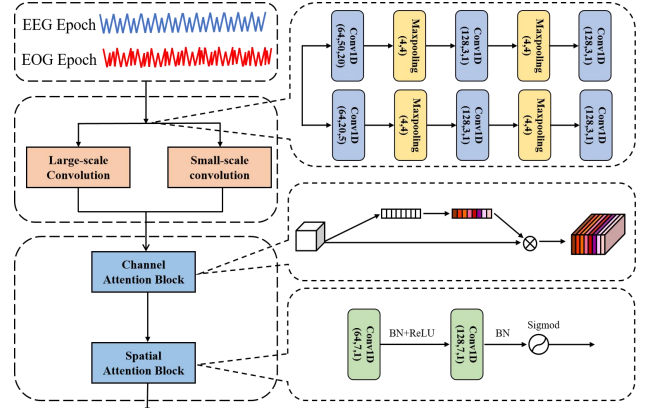 EEG Epoch
EOG Epoch
Large-scale
Convolution
Small-scale
convolution
Channel
Attention Block
Spatial
Attention Block
Conv1D
(64,50,20)
Maxpooling
(4,4)
Conv1D
(128,3,1)
Maxpooling
(4,4)
Conv1D
(128,3,1)
Conv1D
(64,20,5)
Maxpooling
(4,4)
Conv1D
(128,3,1)
Maxpooling
(4,4)
Conv1D
(128,3,1)
Conv1D
(64,7,1)
BN+ReLU
Conv1D
(128,7,1)
BN
Sigmod